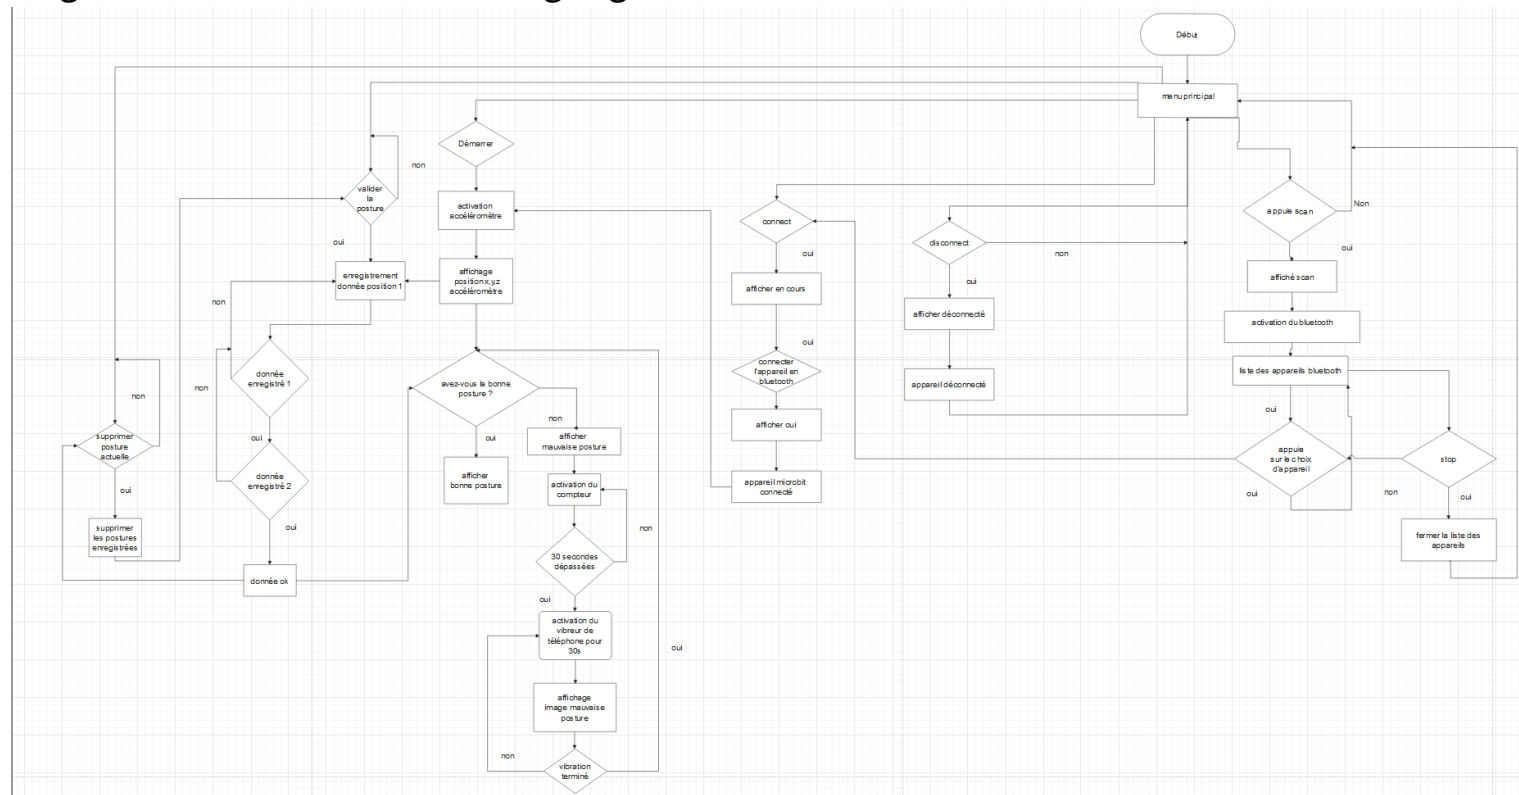 Début
menu principal
Démarrer
non
valider
la
posture
activation
accéléromètre
connect
disconnect
appuie scan
Non
oui
non
oui
oui
enregistrement
donnée position 1
affichage
position x,y,z
accéléromètre
affiché scan
oui
afficher en cours
non
afficher déconnecté
activation du bluetooth
oui
connecter
l'appareil en
bluetooth
liste des appareils bluetooth
donnée
enregistré 1
non
avez-vous la bonne
posture ?
appareil déconnecté
non
oui
non
afficher oui
supprimer
posture
actuelle
oui
oui
afficher
mauvaise posture
appuie
sur le choix
d'appareil
stop
donnée
enregistré 2
afficher
bonne posture
activation du
compteur
appareil microbit
connecté
oui
oui
non
oui
supprimer
les postures
enregistrées
oui
non
fermer la liste des
appareils
30 secondes
dépassées
donnée ok
oui
activation du
vibreur de
téléphone pour
30s
oui
affichage
image mauvaise
posture
non
vibration
terminé